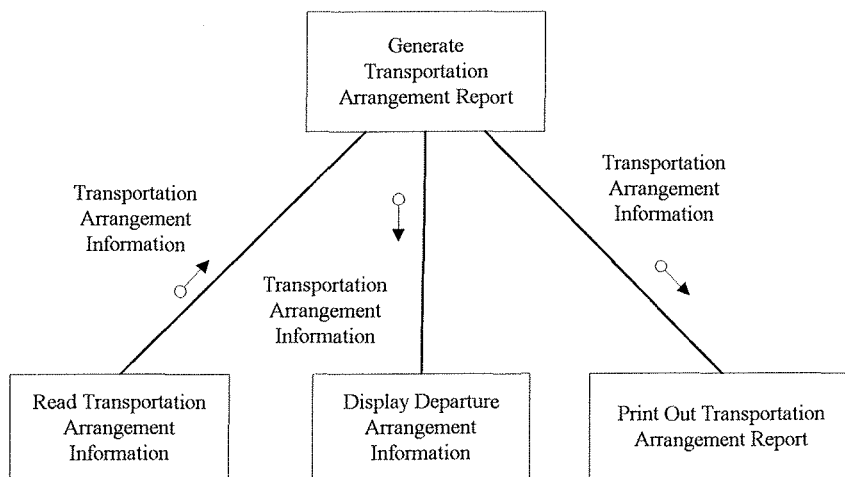 Generate
Transportation
Arrangement Report
Transportation
Arrangement
Information
Transportation
Arrangement
Information
Transportation
Arrangement
Information
Read Transportation
Arrangement
Information
Display Departure
Arrangement
Information
Print Out Transportation
Arrangement Report